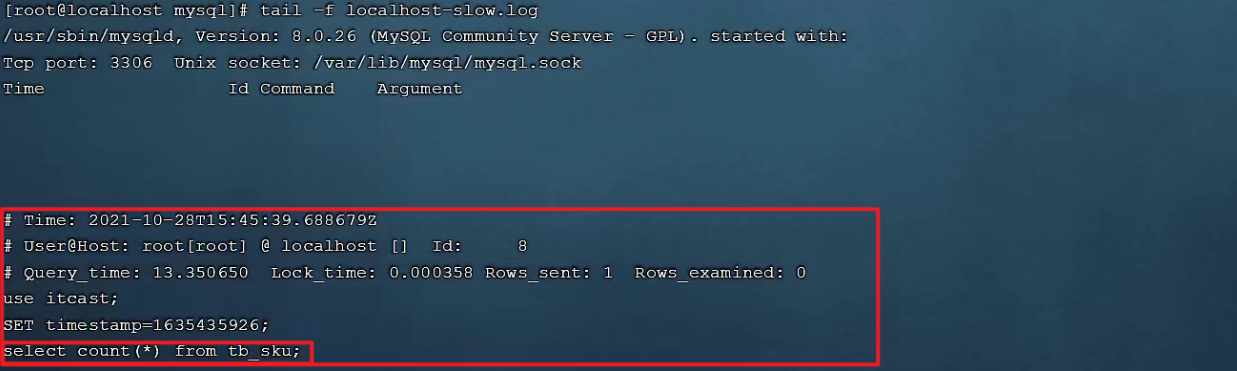 [root@localhost mysql]# tail -f localhost-slow.log
/usr/sbin/mysqld, Version: 8.0.26 (MySQL Community Server - GPL). started with:
Tcp port: 3306  Unix socket: /var/lib/mysql/mysql.sock
Time                 Id Command    Argument
# Time: 2021-10-28T15:45:39.688679Z
# User@Host: root[root] @ localhost []  Id:     8
# Query_time: 13.350650  Lock_time: 0.000358 Rows_sent: 1  Rows_examined: 0
use itcast;
SET timestamp=1635435926;
select count(*) from tb_sku;